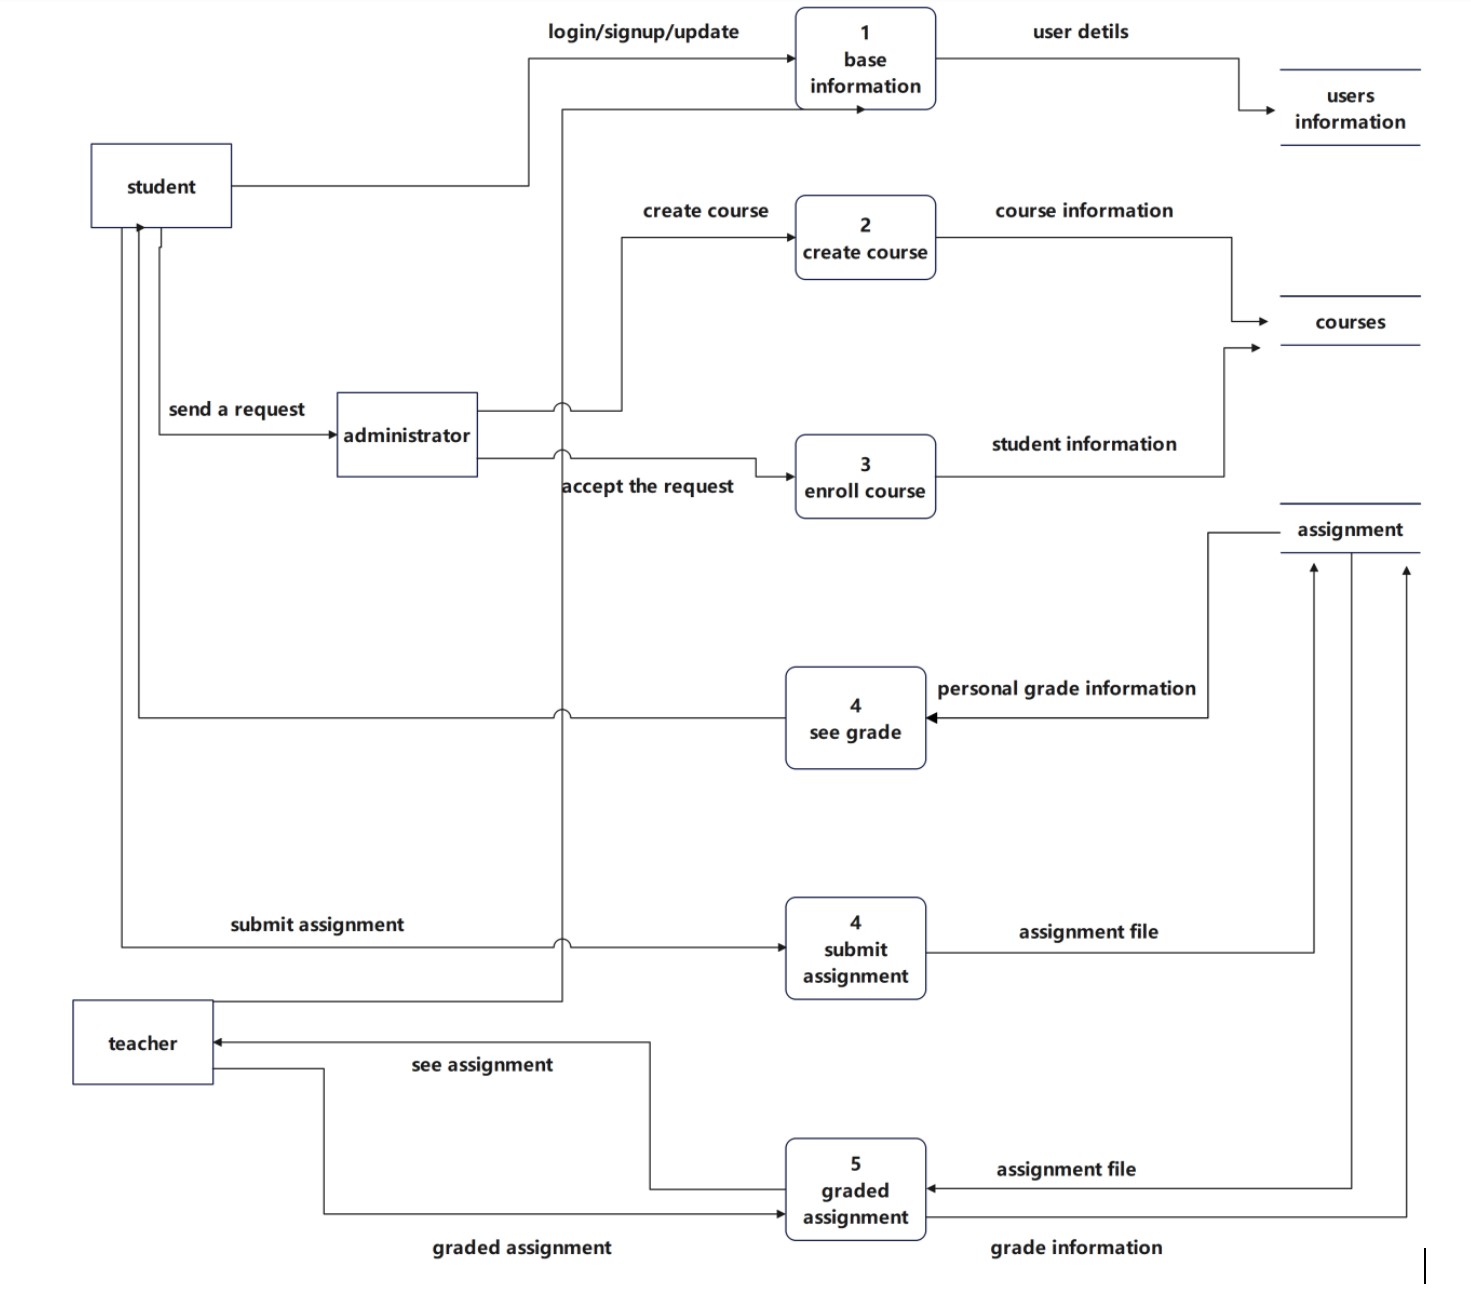 login/signup/update
1
base
information
user detils
users
information
student
create course
2
create course
course information
courses
send a request
administrator
accept the request
3
enroll course
student information
assignment
4
see grade
personal grade information
submit assignment
4
submit
assignment
assignment file
teacher
see assignment
5
graded
assignment
assignment file
graded assignment
grade information